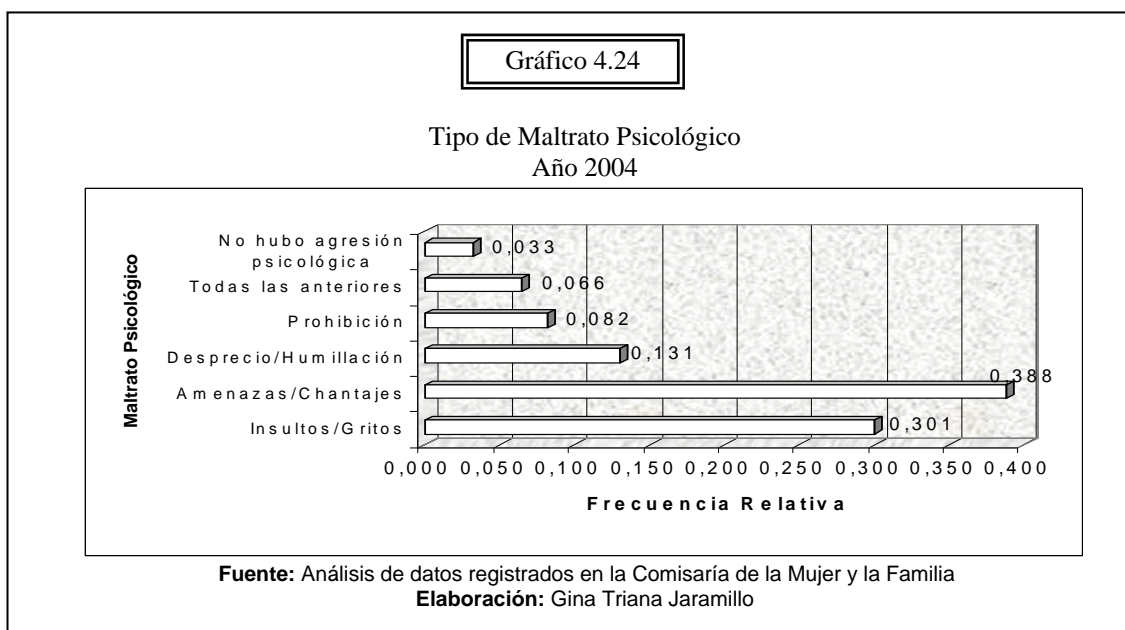 Gráfico 4.24
Tipo de Maltrato Psicológico
Año 2004
Maltrato Psicológico
No hubo agresión
psicológica
0,033
Todas las anteriores
0,066
Prohibición
0,082
Desprecio/Humillación
0,131
Amenazas/Chantajes
0,388
Insultos/Gritos
0,301
0,000 0,050 0,100 0,150 0,200 0,250 0,300 0,350 0,400
Frecuencia Relativa
Fuente: Análisis de datos registrados en la Comisaría de la Mujer y la Familia
Elaboración: Gina Triana Jaramillo